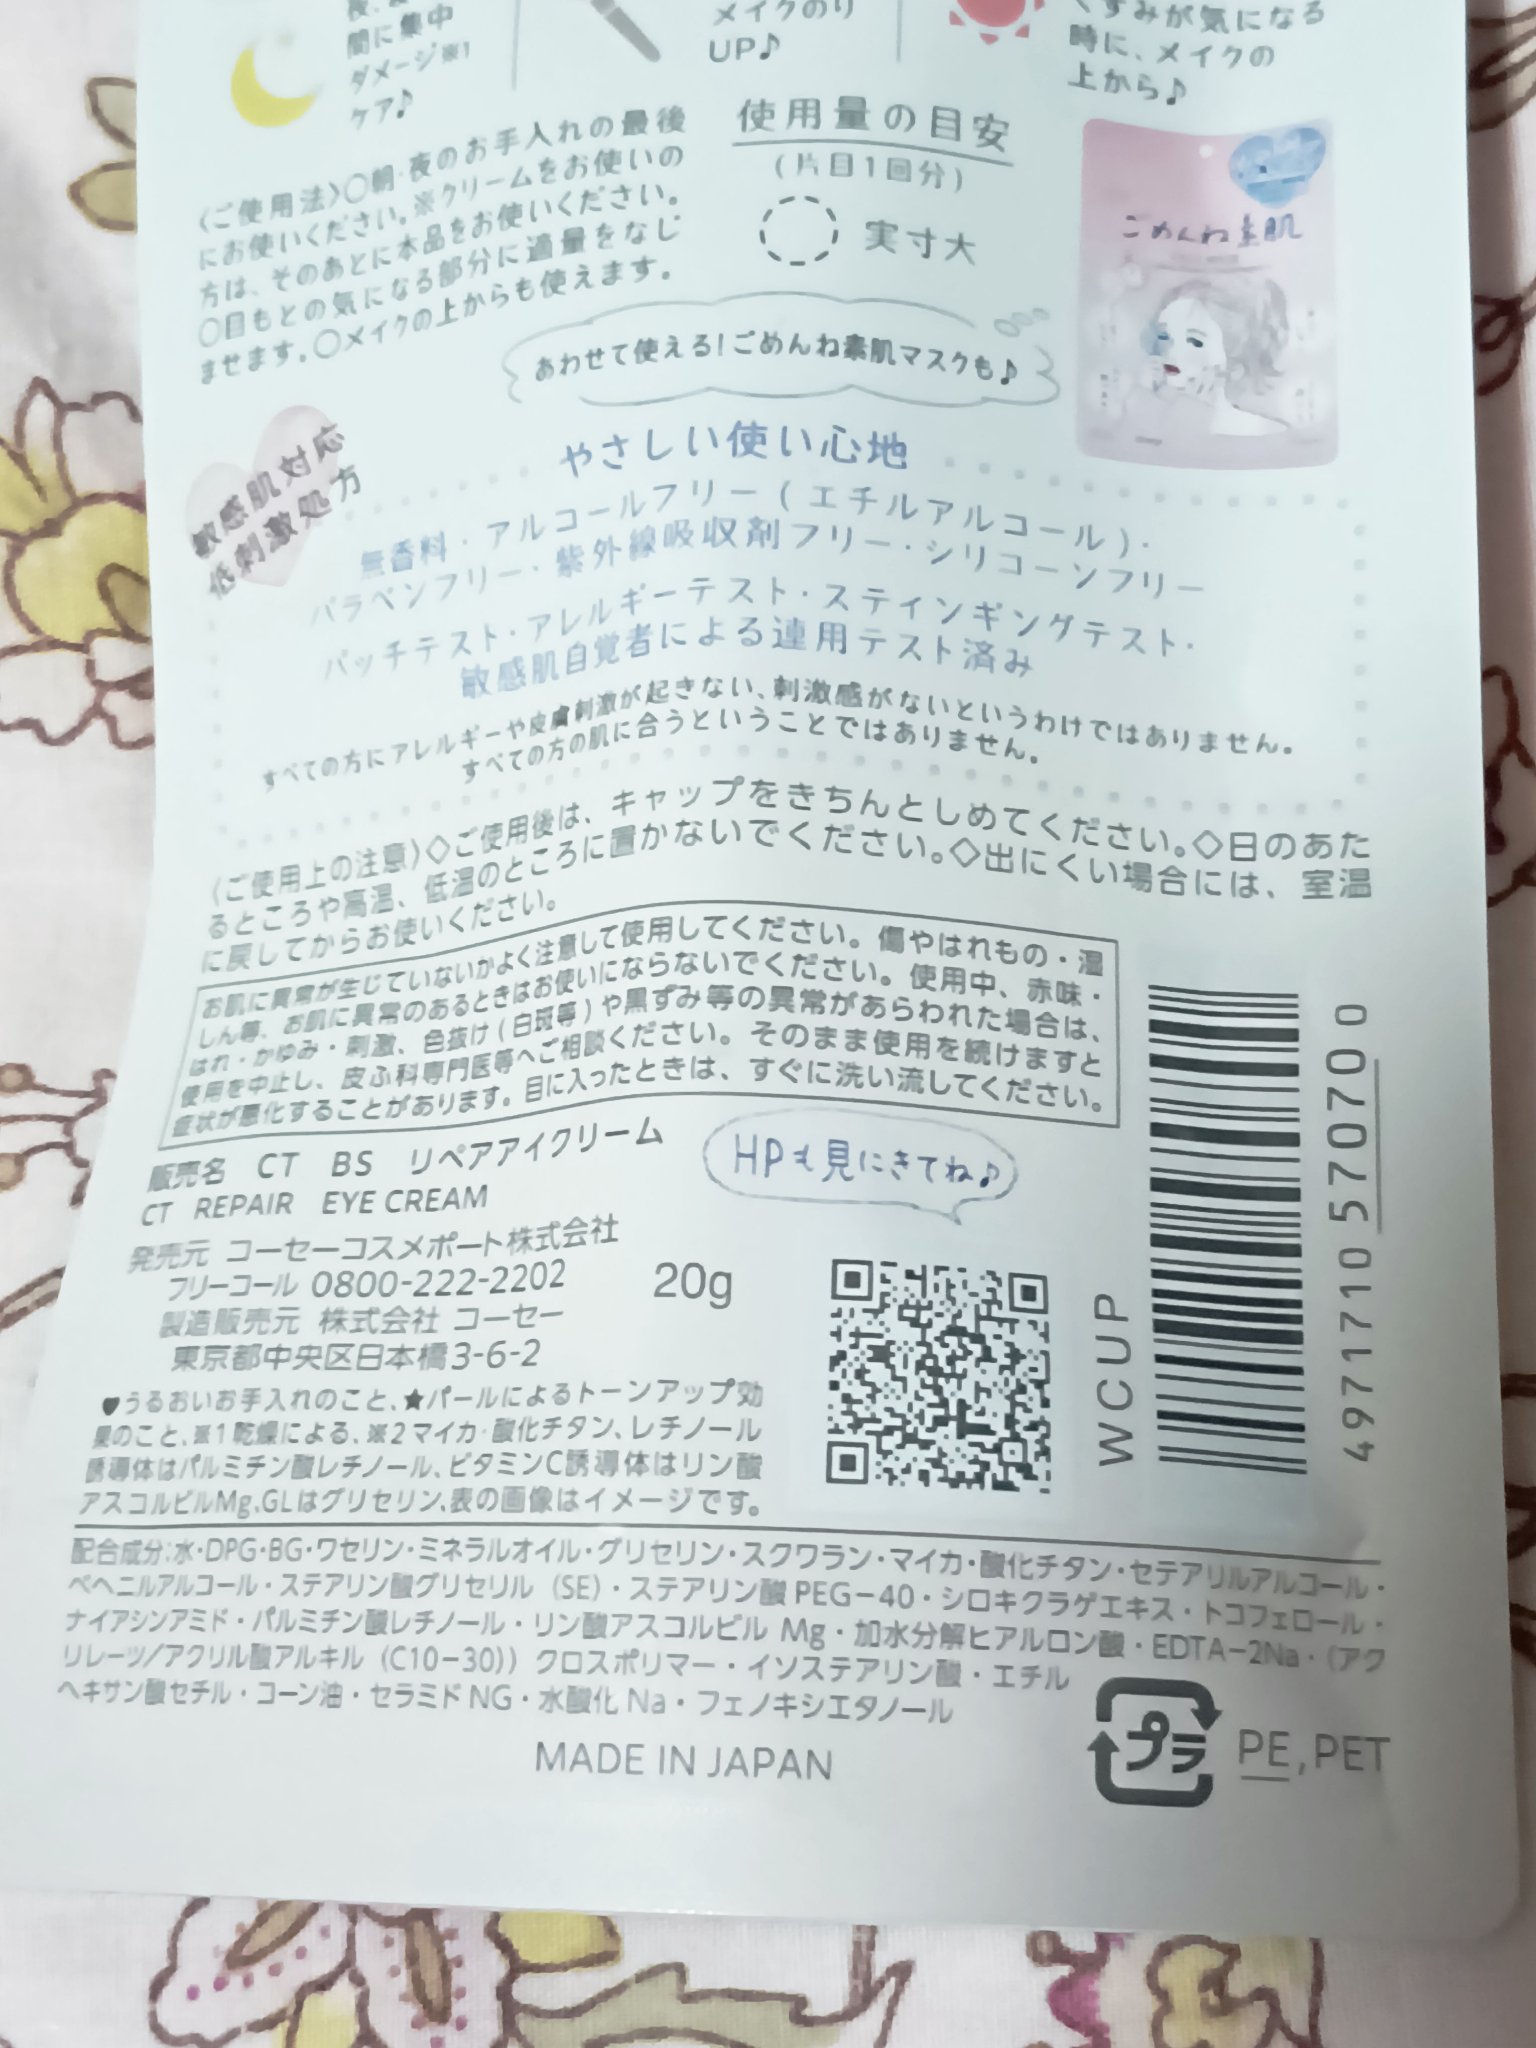 間に集中
ダメージ※1
ケア♪
メイクのり
UP♪
くすみが気になる
時に、メイクの
上から♪
〈ご使用法〉○朝・夜のお手入れの最後
にお使いください。※クリームをお使いの
方は、そのあとに本品をお使いください。
○目もとの気になる部分に適量をなじ
ませます。○メイクの上からも使えます。
使用量の目安
(片目1回分)
実寸大
ごめんね素肌
あわせて使える!ごめんね素肌マスクも♪
敏感肌対応
低刺激処方
やさしい使い心地
無香料・アルコールフリー(エチルアルコール)・
パラベンフリー・紫外線吸収剤フリー・シリコーンフリー
パッチテスト・アレルギーテスト・スティンギングテスト・
敏感肌自覚者による連用テスト済み
すべての方にアレルギーや皮膚刺激が起きない、刺激感がないというわけではありません。
すべての方の肌に合うということではありません。
〈ご使用上の注意〉◇ご使用後は、キャップをきちんとしめてください。◇日のあた
るところや高温、低温のところに置かないでください。◇出にくい場合には、室温
に戻してからお使いください。
お肌に異常が生じていないかよく注意して使用してください。傷やはれもの・湿
しん等、お肌に異常のあるときはお使いにならないでください。使用中、赤味・
はれ・かゆみ・刺激、色抜け(白斑等)や黒ずみ等の異常があらわれた場合は、
使用を中止し、皮ふ科専門医等へご相談ください。そのまま使用を続けますと
症状が悪化することがあります。目に入ったときは、すぐに洗い流してください。
販売名 CT BS リペアアイクリーム
CT REPAIR EYE CREAM
HPも見にきてね♪
発売元 コーセーコスメポート株式会社
フリーコール 0800-222-2202
20g
製造販売元 株式会社 コーセー
東京都中央区日本橋3-6-2
WCUP
4971710570700
♥うるおいお手入れのこと、★パールによるトーンアップ効
果のこと、※1乾燥による、※2マイカ・酸化チタン、レチノール
誘導体はパルミチン酸レチノール、ビタミンC誘導体はリン酸
アスコルビルMg、GLはグリセリン、表の画像はイメージです。
配合成分:水・DPG・BG・ワセリン・ミネラルオイル・グリセリン・スクワラン・マイカ・酸化チタン・セテアリルアルコール・
ベヘニルアルコール・ステアリン酸グリセリル (SE)・ステアリン酸PEG-40・シロキクラゲエキス・トコフェロール・
ナイアシンアミド・パルミチン酸レチノール・リン酸アスコルビル Mg・加水分解ヒアルロン酸・EDTA-2Na・(アク
リレーツ/アクリル酸アルキル (C10-30)) クロスポリマー・イソステアリン酸・エチル
ヘキサン酸セチル・コーン油・セラミドNG・水酸化Na・フェノキシエタノール
MADE IN JAPAN
プラ
PE,PET